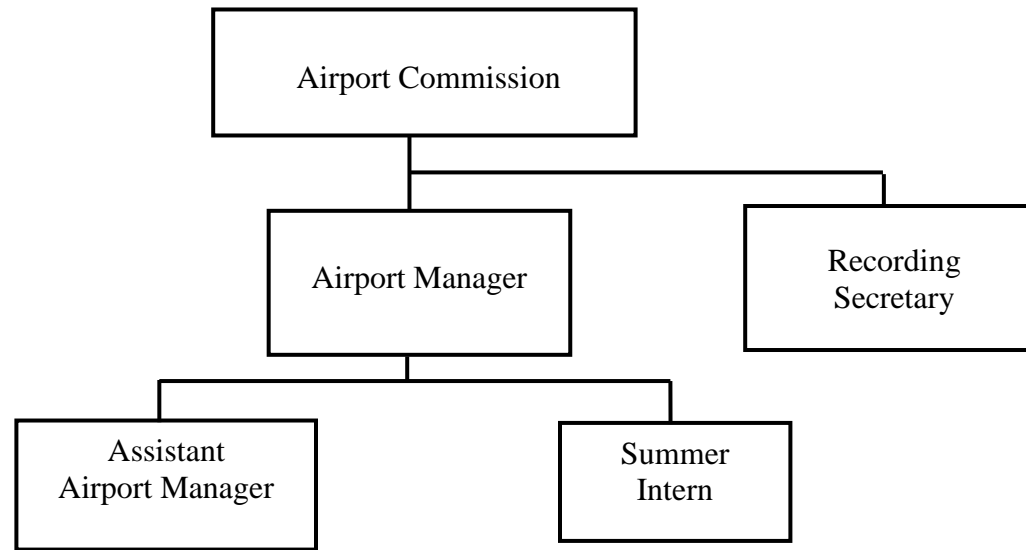 Airport Commission
Airport Manager
Recording
Secretary
Assistant
Airport Manager
Summer
Intern